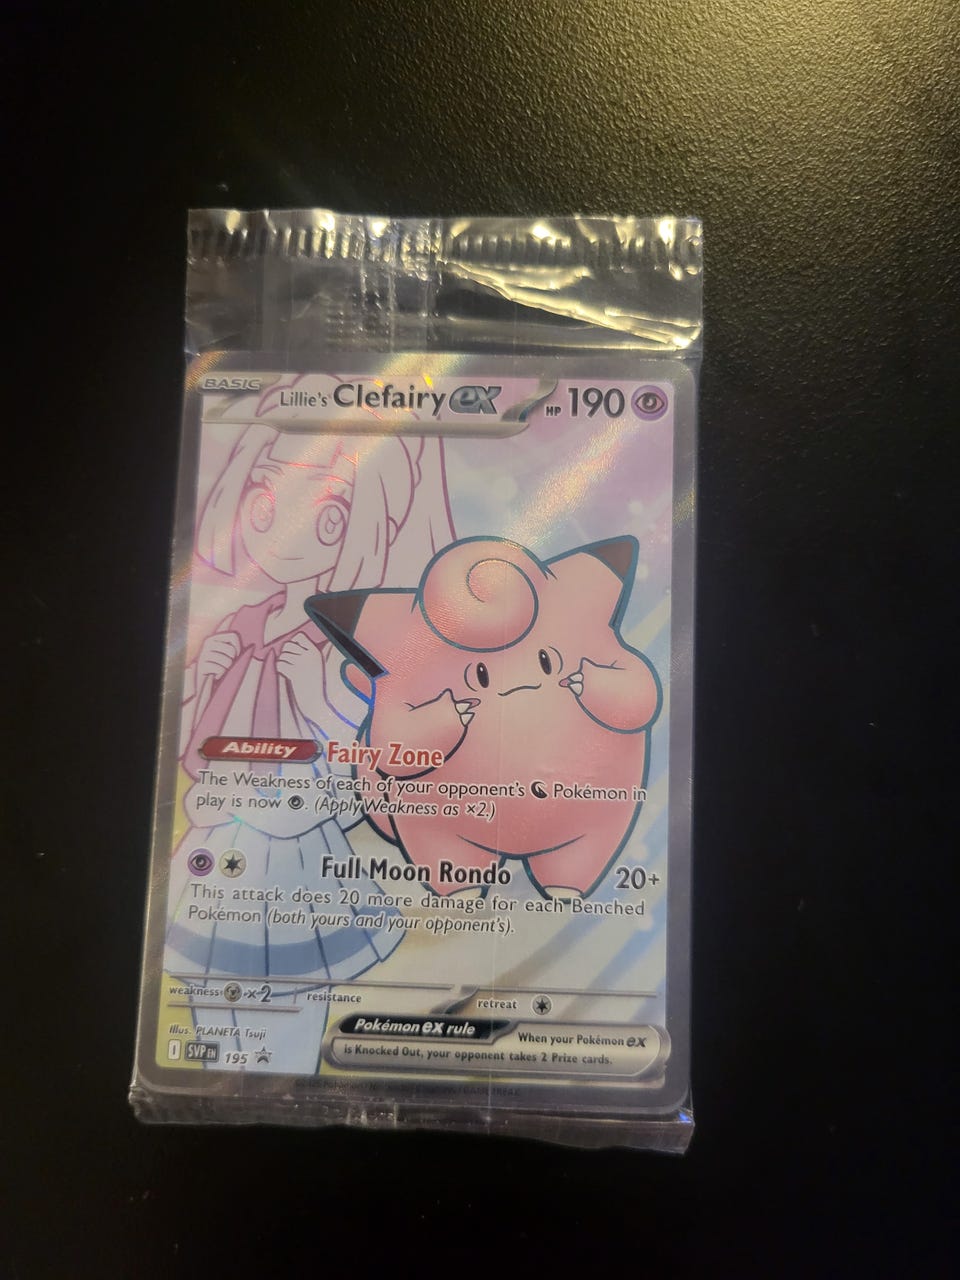 BASIC
Lillie's Clefairy ex HP 190
Ability Fairy Zone
The Weakness of each of your opponent's Pokémon in
play is now . (Apply Weakness as ×2.)
Full Moon Rondo 20+
This attack does 20 more damage for each Benched
Pokémon (both yours and your opponent's).
weakness ×2 resistance retreat
Illus. PLANETA Tsuji
Pokémon ex rule When your Pokémon ex
is Knocked Out, your opponent takes 2 Prize cards.
I SVP EN 195